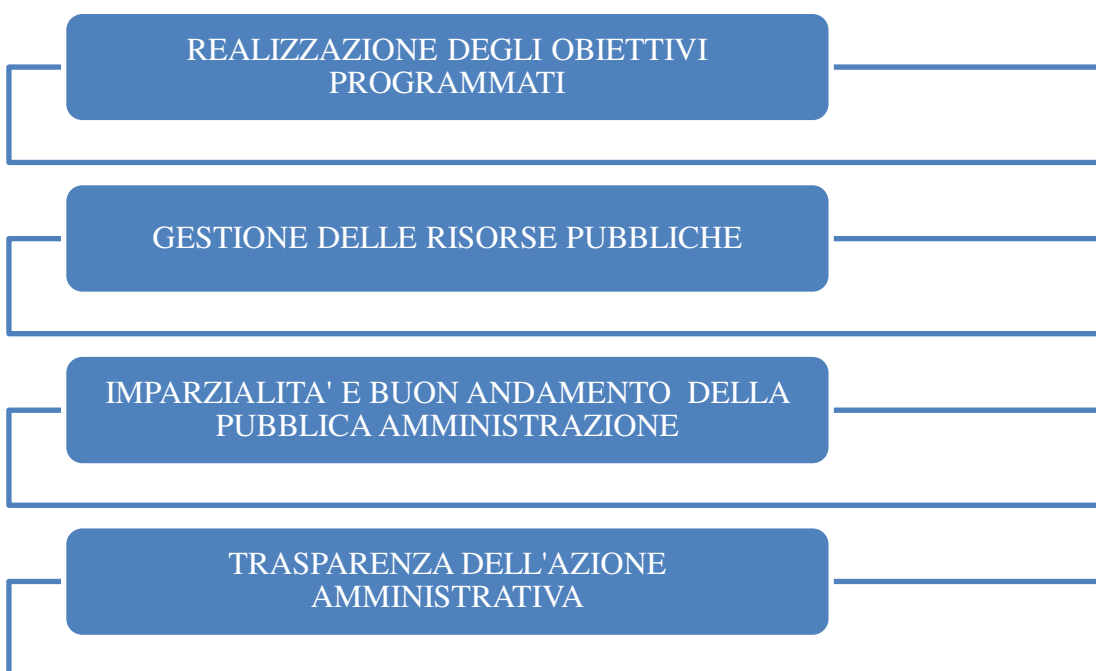 REALIZZAZIONE DEGLI OBIETTIVI
PROGRAMMATI
GESTIONE DELLE RISORSE PUBBLICHE
IMPARZIALITA' E BUON ANDAMENTO DELLA
PUBBLICA AMMINISTRAZIONE
TRASPARENZA DELL'AZIONE
AMMINISTRATIVA